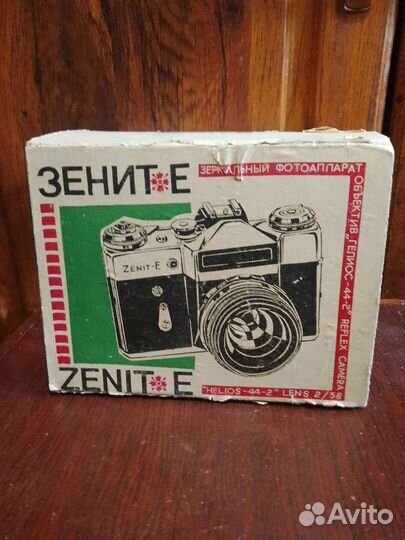 ЗЕНИТ Е
ЗЕРКАЛЬНЫЙ ФОТОАППАРАТ
ОБЪЕКТИВ „ГЕЛИОС-44-2"
REFLEX CAMERA
"HELIOS-44-2" LENS 2/58
ZENIT-E
ZENIT E
Avito